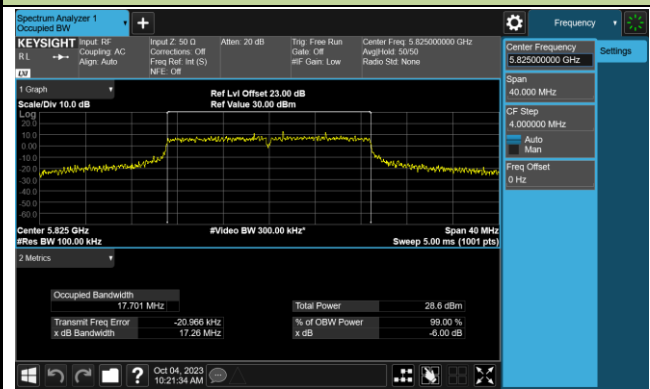 Spectrum Analyzer 1
Occupied BW
Frequency
KEYSIGHT
RL
LXI
Input: RF
Coupling: AC
Align: Auto
Input Z: 50 Ω
Corrections: Off
Freq Ref: Int (S)
NFE: Off
Atten: 20 dB
Trig: Free Run
Gate: Off
#IF Gain: Low
Center Freq: 5.825000000 GHz
Avg|Hold: 50/50
Radio Std: None
Center Frequency
5.825000000 GHz
Settings
Span
40.000 MHz
CF Step
4.000000 MHz
Auto
Man
Freq Offset
0 Hz
1 Graph
Scale/Div 10.0 dB
Ref Lvl Offset 23.00 dB
Ref Value 30.00 dBm
Log
20.0
10.0
0.00
-10.0
-20.0
-30.0
-40.0
-50.0
-60.0
Center 5.825 GHz
#Res BW 100.00 kHz
#Video BW 300.00 kHz*
Span 40 MHz
Sweep 5.00 ms (1001 pts)
2 Metrics
Occupied Bandwidth
17.701 MHz
Total Power 28.6 dBm
Transmit Freq Error -20.966 kHz
% of OBW Power 99.00 %
x dB Bandwidth 17.26 MHz
x dB -6.00 dB
Oct 04, 2023
10:21:34 AM